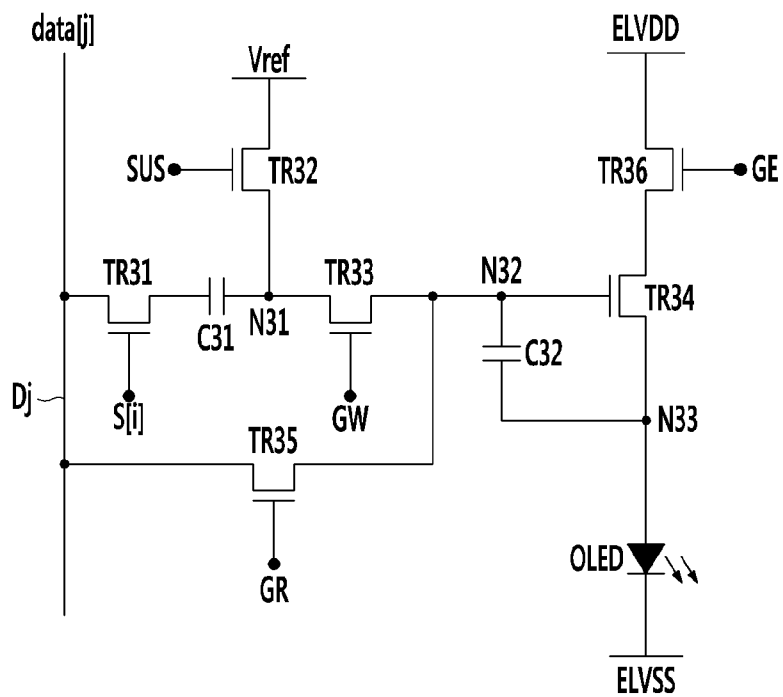 data[j]
ELVDD
Vref
SUS
TR32
TR36
GE
TR31
TR33
N32
TR34
C31
N31
C32
Dj
S[i]
GW
N33
TR35
OLED
GR
ELVSS